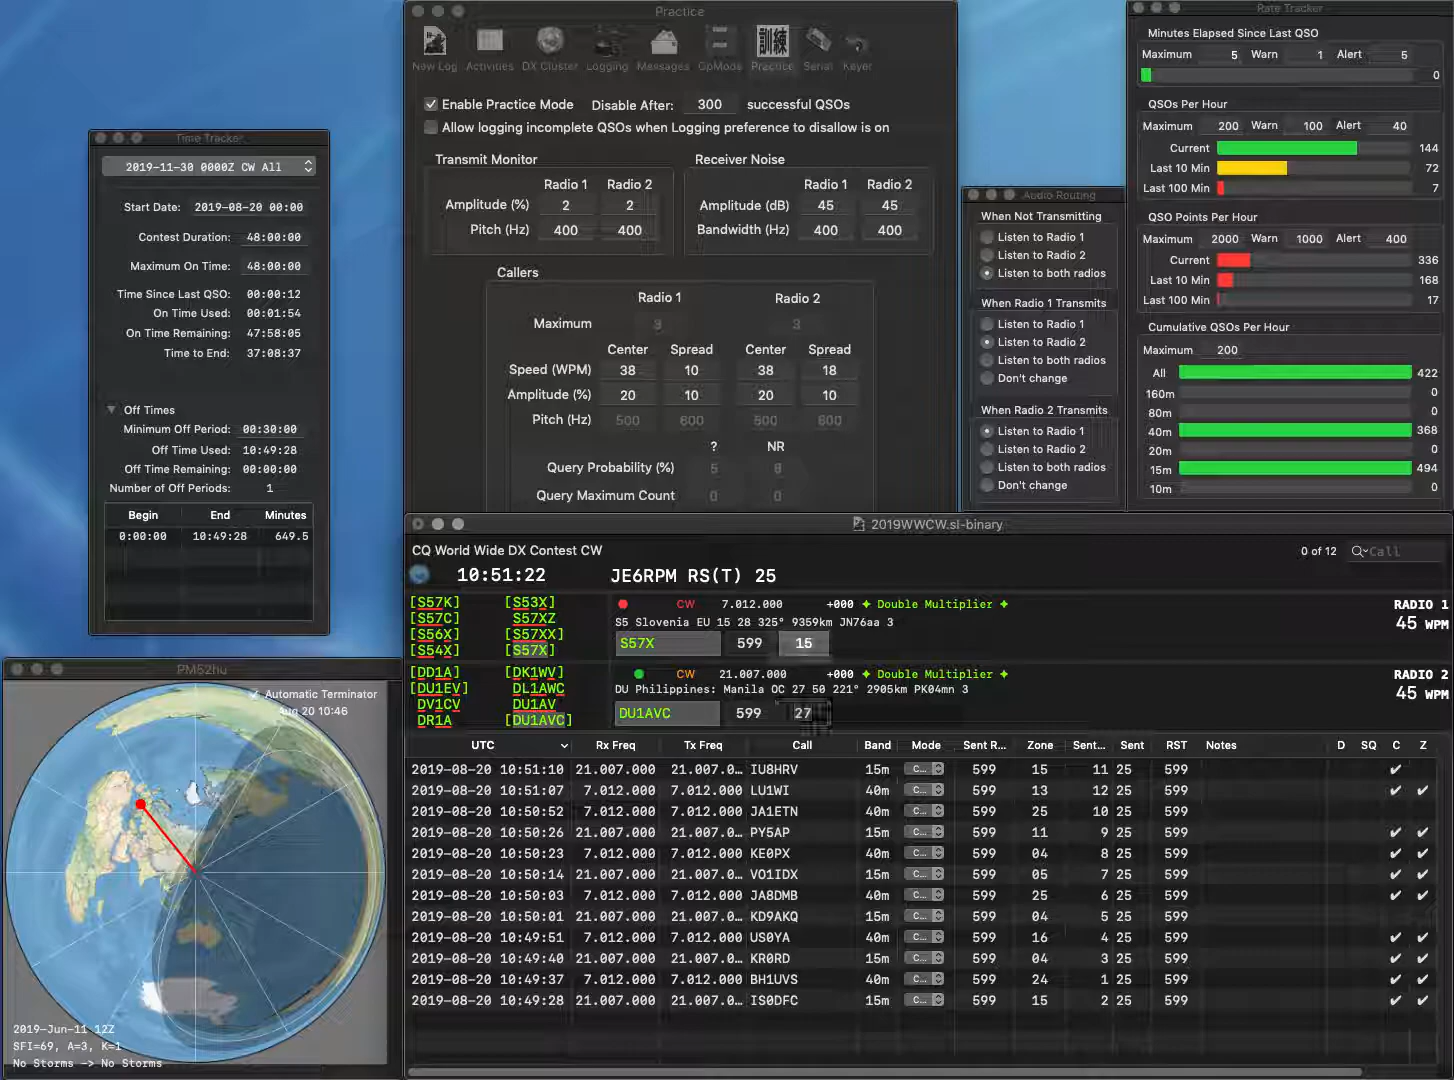 Time Tracker
2019-11-30 0000Z CW All
Start Date: 2019-08-20 00:00
Contest Duration: 48:00:00
Maximum On Time: 48:00:00
Time Since Last QSO: 00:00:12
On Time Used: 00:01:54
On Time Remaining: 47:58:05
Time to End: 37:08:37
Off Times
Minimum Off Period: 00:30:00
Off Time Used: 10:49:28
Off Time Remaining: 00:00:00
Number of Off Periods: 1
Begin End Minutes
0:00:00 10:49:28 649.5
PM52hu
Automatic Terminator
Aug 20 10:46
2019-Jun-11 12Z
SFI=69, A=3, K=1
No Storms -> No Storms
Practice
New Log Activities DX Cluster Logging Messages OpMods Practice Serial Keyer
訓練
Enable Practice Mode Disable After: 300 successful QSOs
Allow logging incomplete QSOs when Logging preference to disallow is on
Transmit Monitor
Radio 1 Radio 2
Amplitude (%) 2 2
Pitch (Hz) 400 400
Receiver Noise
Radio 1 Radio 2
Amplitude (dB) 45 45
Bandwidth (Hz) 400 400
Callers
Radio 1 Radio 2
Maximum 3 3
Center Spread Center Spread
Speed (WPM) 38 10 38 18
Amplitude (%) 20 10 20 10
Pitch (Hz) 500 600 500 600
? NR
Query Probability (%) 5
Query Maximum Count 0 0
Audio Routing
When Not Transmitting
Listen to Radio 1
Listen to Radio 2
Listen to both radios
When Radio 1 Transmits
Listen to Radio 1
Listen to Radio 2
Listen to both radios
Don't change
When Radio 2 Transmits
Listen to Radio 1
Listen to Radio 2
Listen to both radios
Don't change
Rate Tracker
Minutes Elapsed Since Last QSO
Maximum 5 Warn 1 Alert 5
0
QSOs Per Hour
Maximum 200 Warn 100 Alert 40
Current 144
Last 10 Min 72
Last 100 Min 7
QSO Points Per Hour
Maximum 2000 Warn 1000 Alert 400
Current 336
Last 10 Min 168
Last 100 Min 17
Cumulative QSOs Per Hour
Maximum 200
All 422
160m 0
80m 0
40m 368
20m 0
15m 494
10m 0
2019WWCW.sl-binary
CQ World Wide DX Contest CW 0 of 12 Call
10:51:22 JE6RPM RS(T) 25
[S57K] [S53X]
[S57C] S57XZ
[S56X] [S57XX]
[S54X] [S57X]
CW 7.012.000 +000 ✦ Double Multiplier ✦
S5 Slovenia EU 15 28 325° 9359km JN76aa 3
S57X 599 15
RADIO 1
45 WPM
[DD1A] [DK1WV]
[DU1EV] DL1AWC
DV1CV DU1AV
DR1A [DU1AVC]
CW 21.007.000 +000 ✦ Double Multiplier ✦
DU Philippines: Manila OC 27 50 221° 2905km PK04mn 3
DU1AVC 599 27
RADIO 2
45 WPM
UTC Rx Freq Tx Freq Call Band Mode Sent R... Zone Sent... Sent RST Notes D SQ C Z
2019-08-20 10:51:10 21.007.000 21.007.0... IU8HRV 15m C... 599 15 11 25 599 ✔
2019-08-20 10:51:07 7.012.000 7.012.000 LU1WI 40m C... 599 13 12 25 599 ✔ ✔
2019-08-20 10:50:52 7.012.000 7.012.000 JA1ETN 40m C... 599 25 10 25 599
2019-08-20 10:50:26 21.007.000 21.007.0... PY5AP 15m C... 599 11 9 25 599 ✔ ✔
2019-08-20 10:50:23 7.012.000 7.012.000 KE0PX 40m C... 599 04 8 25 599 ✔ ✔
2019-08-20 10:50:14 21.007.000 21.007.0... VO1IDX 15m C... 599 05 7 25 599 ✔ ✔
2019-08-20 10:50:03 7.012.000 7.012.000 JA8DMB 40m C... 599 25 6 25 599 ✔ ✔
2019-08-20 10:50:01 21.007.000 21.007.0... KD9AKQ 15m C... 599 04 5 25 599
2019-08-20 10:49:51 7.012.000 7.012.000 US0YA 40m C... 599 16 4 25 599 ✔ ✔
2019-08-20 10:49:40 21.007.000 21.007.0... KR0RD 15m C... 599 04 3 25 599 ✔ ✔
2019-08-20 10:49:37 7.012.000 7.012.000 BH1UVS 40m C... 599 24 1 25 599 ✔ ✔
2019-08-20 10:49:28 21.007.000 21.007.0... IS0DFC 15m C... 599 15 2 25 599 ✔ ✔